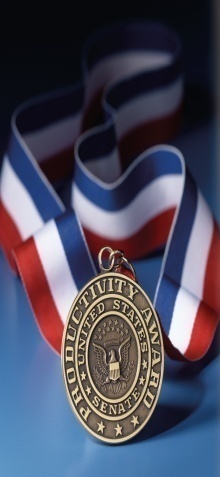 PRODUCTIVITY AWARD
UNITED STATES
SENATE